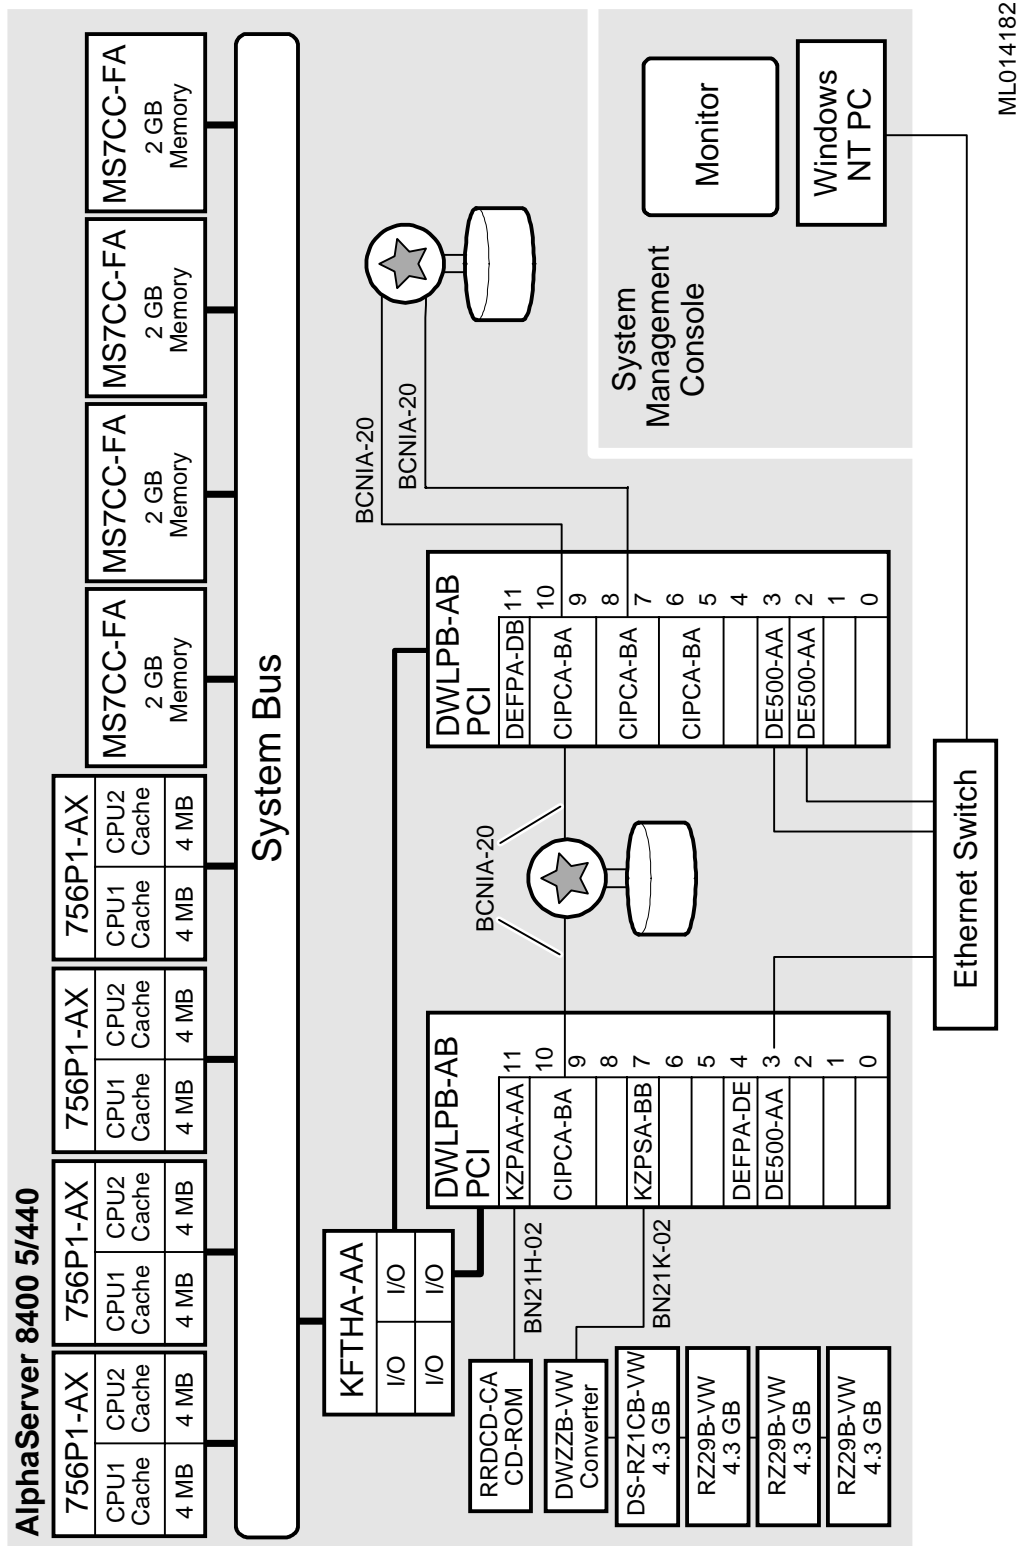 AlphaServer 8400 5/440
756P1-AX
CPU1
Cache
CPU2
Cache
4 MB
4 MB
756P1-AX
CPU1
Cache
CPU2
Cache
4 MB
4 MB
756P1-AX
CPU1
Cache
CPU2
Cache
4 MB
4 MB
756P1-AX
CPU1
Cache
CPU2
Cache
4 MB
4 MB
MS7CC-FA
2 GB
Memory
MS7CC-FA
2 GB
Memory
MS7CC-FA
2 GB
Memory
MS7CC-FA
2 GB
Memory
System Bus
KFTHA-AA
I/O
I/O
I/O
I/O
BN21H-02
BN21K-02
RRDCD-CA
CD-ROM
DWZZB-VW
Converter
DS-RZ1CB-VW
4.3 GB
RZ29B-VW
4.3 GB
RZ29B-VW
4.3 GB
RZ29B-VW
4.3 GB
DWLPB-AB
PCI
KZPAA-AA 11
10
CIPCA-BA
9
8
KZPSA-BB 7
6
5
DEFPA-DE 4
DE500-AA 3
2
1
0
BCNIA-20
DWLPB-AB
PCI
DEFPA-DB 11
10
CIPCA-BA
9
8
CIPCA-BA
7
6
CIPCA-BA
5
4
DE500-AA 3
DE500-AA 2
1
0
BCNIA-20
BCNIA-20
Ethernet Switch
System
Management
Console
Monitor
Windows
NT PC
ML014182